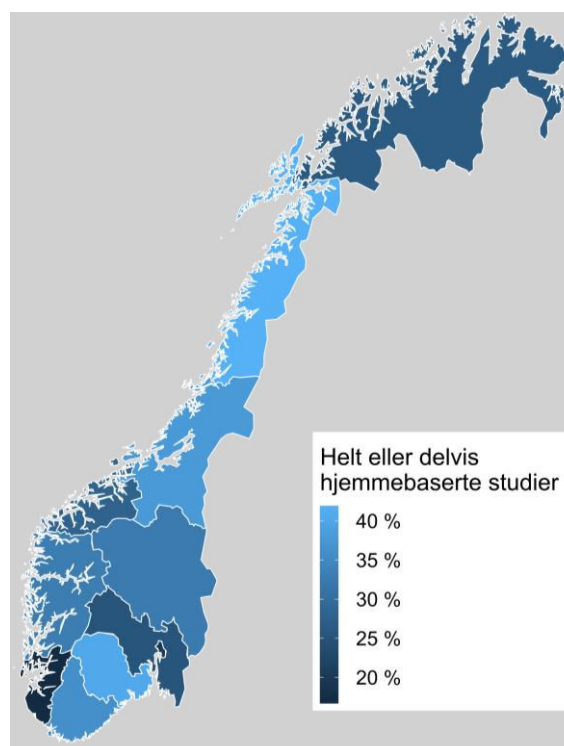 Helt eller delvis
hjemmebaserte studier
40 %
35 %
30 %
25 %
20 %